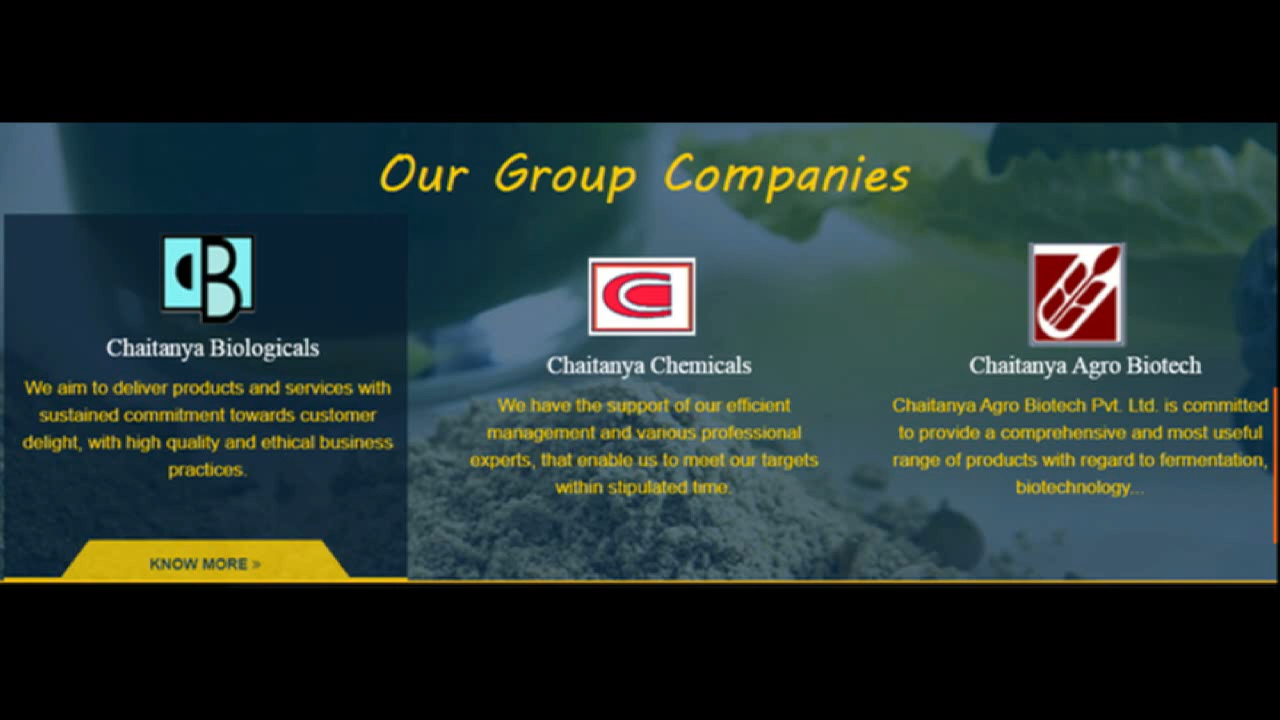 Our Group Companies
Chaitanya Biologicals
We aim to deliver products and services with
sustained commitment towards customer
delight, with high quality and ethical business
practices.
KNOW MORE »
Chaitanya Chemicals
We have the support of our efficient
management and various professional
experts, that enable us to meet our targets
within stipulated time.
Chaitanya Agro Biotech
Chaitanya Agro Biotech Pvt. Ltd. is committed
to provide a comprehensive and most useful
range of products with regard to fermentation,
biotechnology...